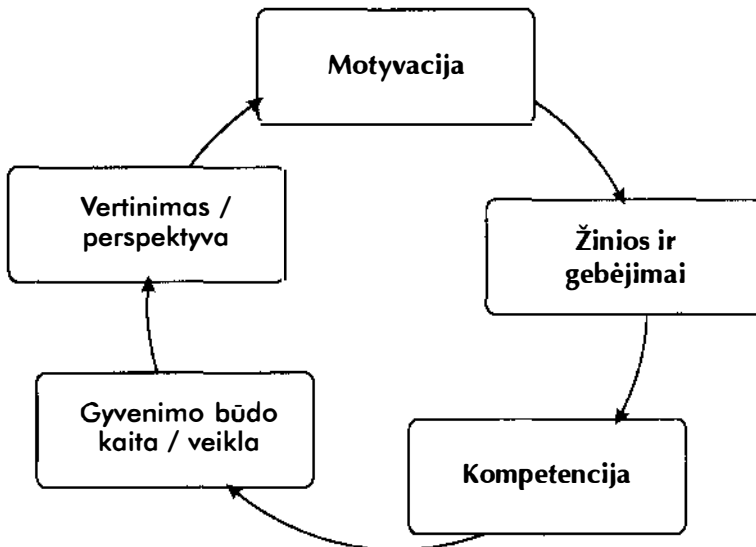 Motyvacija
Žinios ir
gebėjimai
Kompetencija
Gyvenimo būdo
kaita / veikla
Vertinimas /
perspektyva